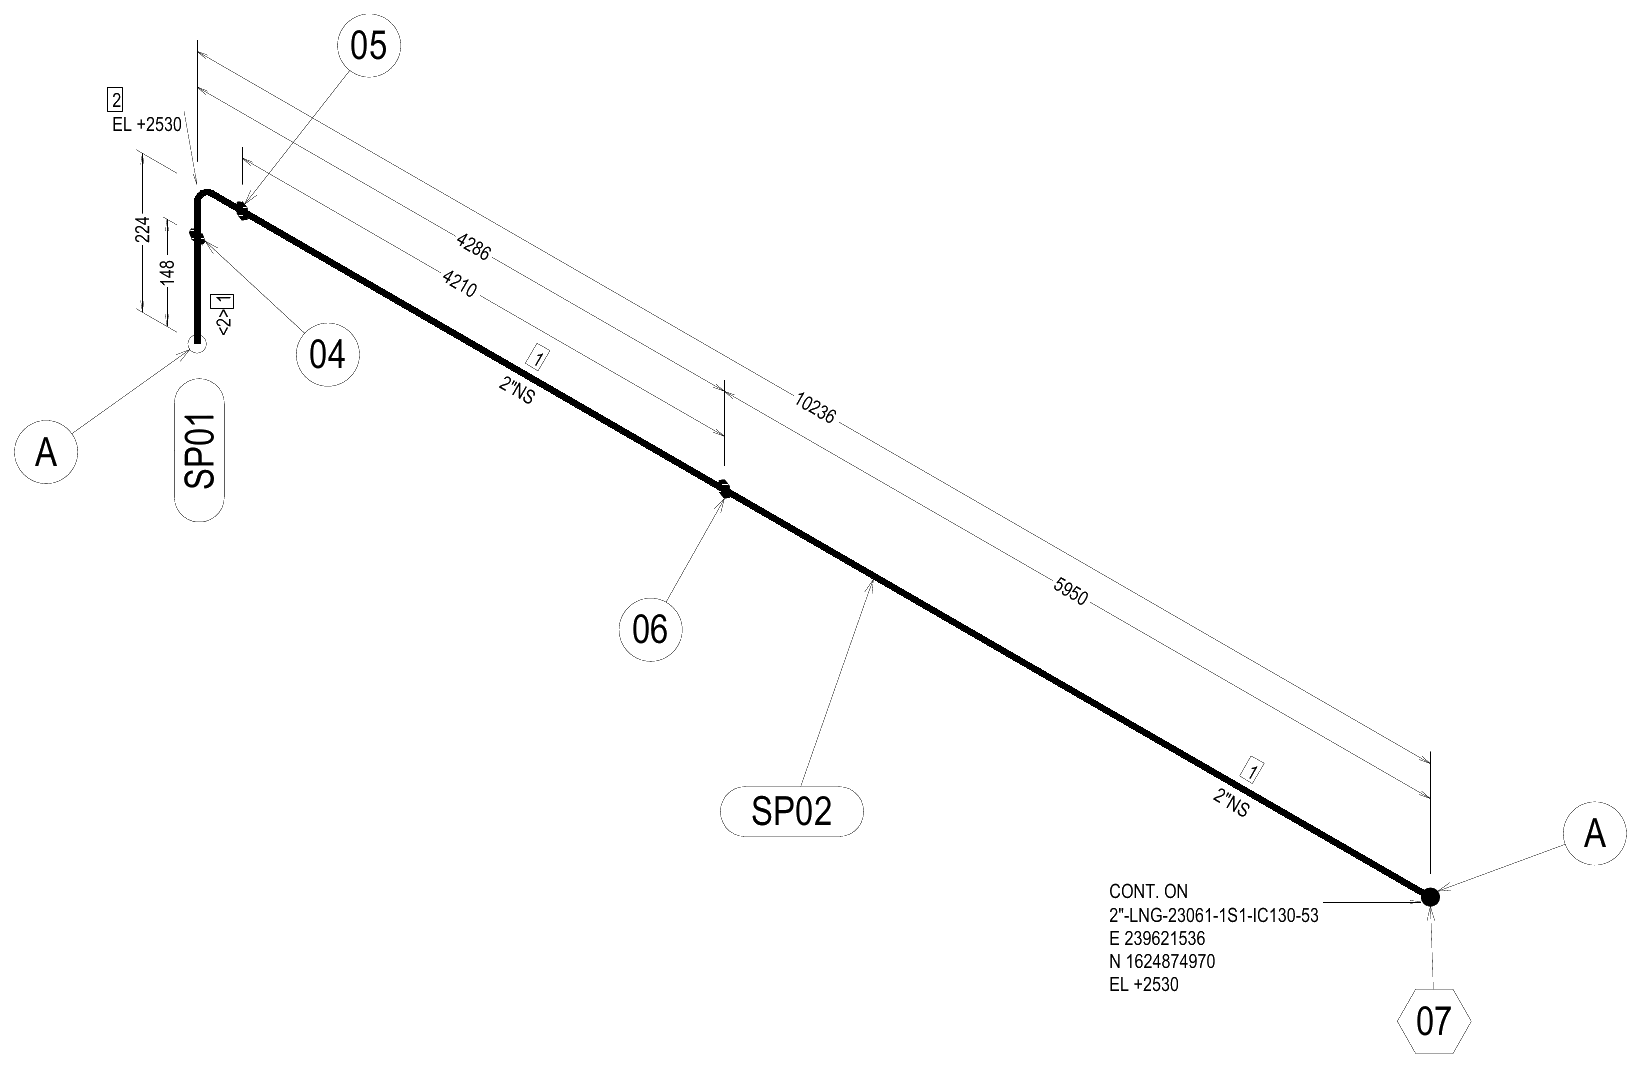 05
2
EL +2530
224
148
<2>
1
04
A
SP01
4286
4210
10236
1
2"NS
5950
06
SP02
1
2"NS
A
CONT. ON
2"-LNG-23061-1S1-IC130-53
E 239621536
N 1624874970
EL +2530
07